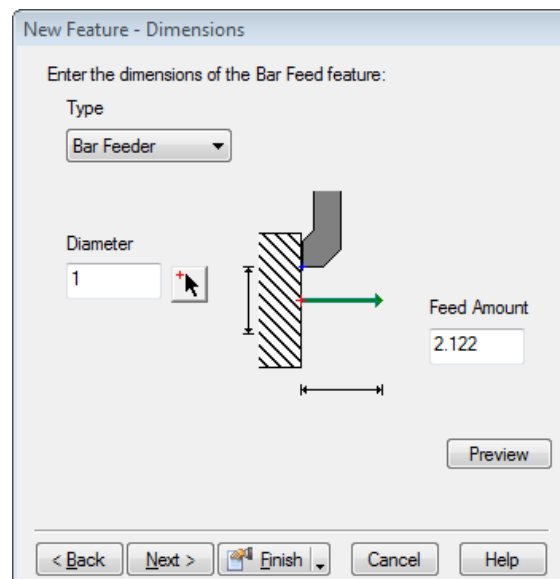 New Feature - Dimensions
Enter the dimensions of the Bar Feed feature:
Type
Bar Feeder
Diameter
1
Feed Amount
2.122
Preview
< Back Next > Finish Cancel Help